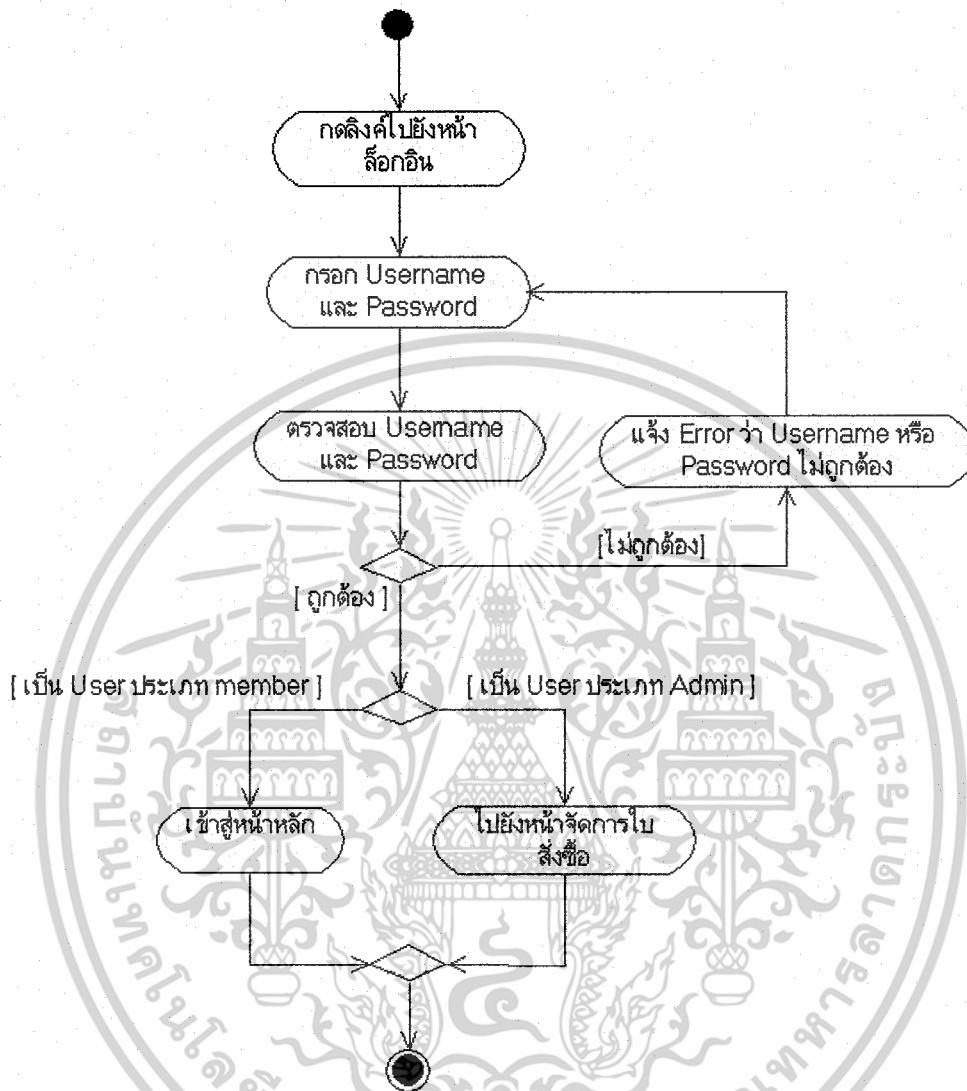 กดลิงค์ไปยังหน้า
ล็อกอิน
กรอก Username
และ Password
ตรวจสอบ Username
และ Password
แจ้ง Error ว่า Username หรือ
Password ไม่ถูกต้อง
[ไม่ถูกต้อง]
[ ถูกต้อง ]
[ เป็น User ประเภท member ]
[ เป็น User ประเภท Admin ]
เข้าสู่หน้าหลัก
ไปยังหน้าจัดการใบ
สั่งซื้อ